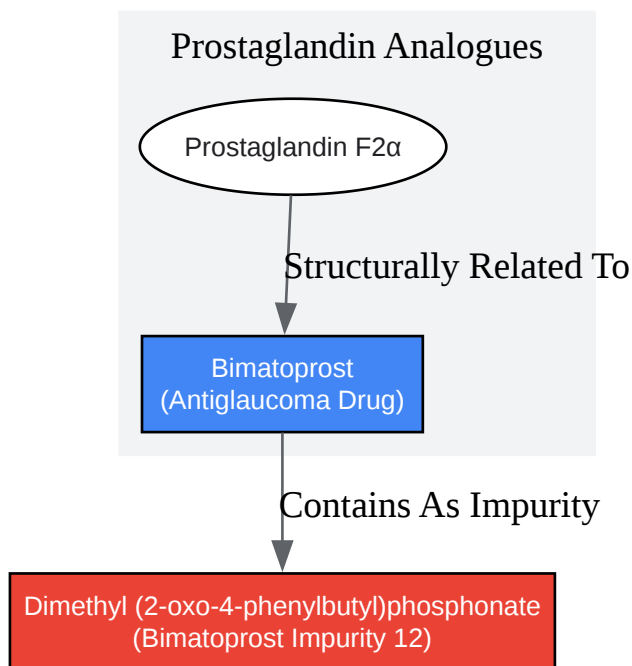 Prostaglandin Analogues
Prostaglandin F2α
Structurally Related To
Bimatoprost
(Antiglaucoma Drug)
Contains As Impurity
Dimethyl (2-oxo-4-phenylbutyl)phosphonate
(Bimatoprost Impurity 12)